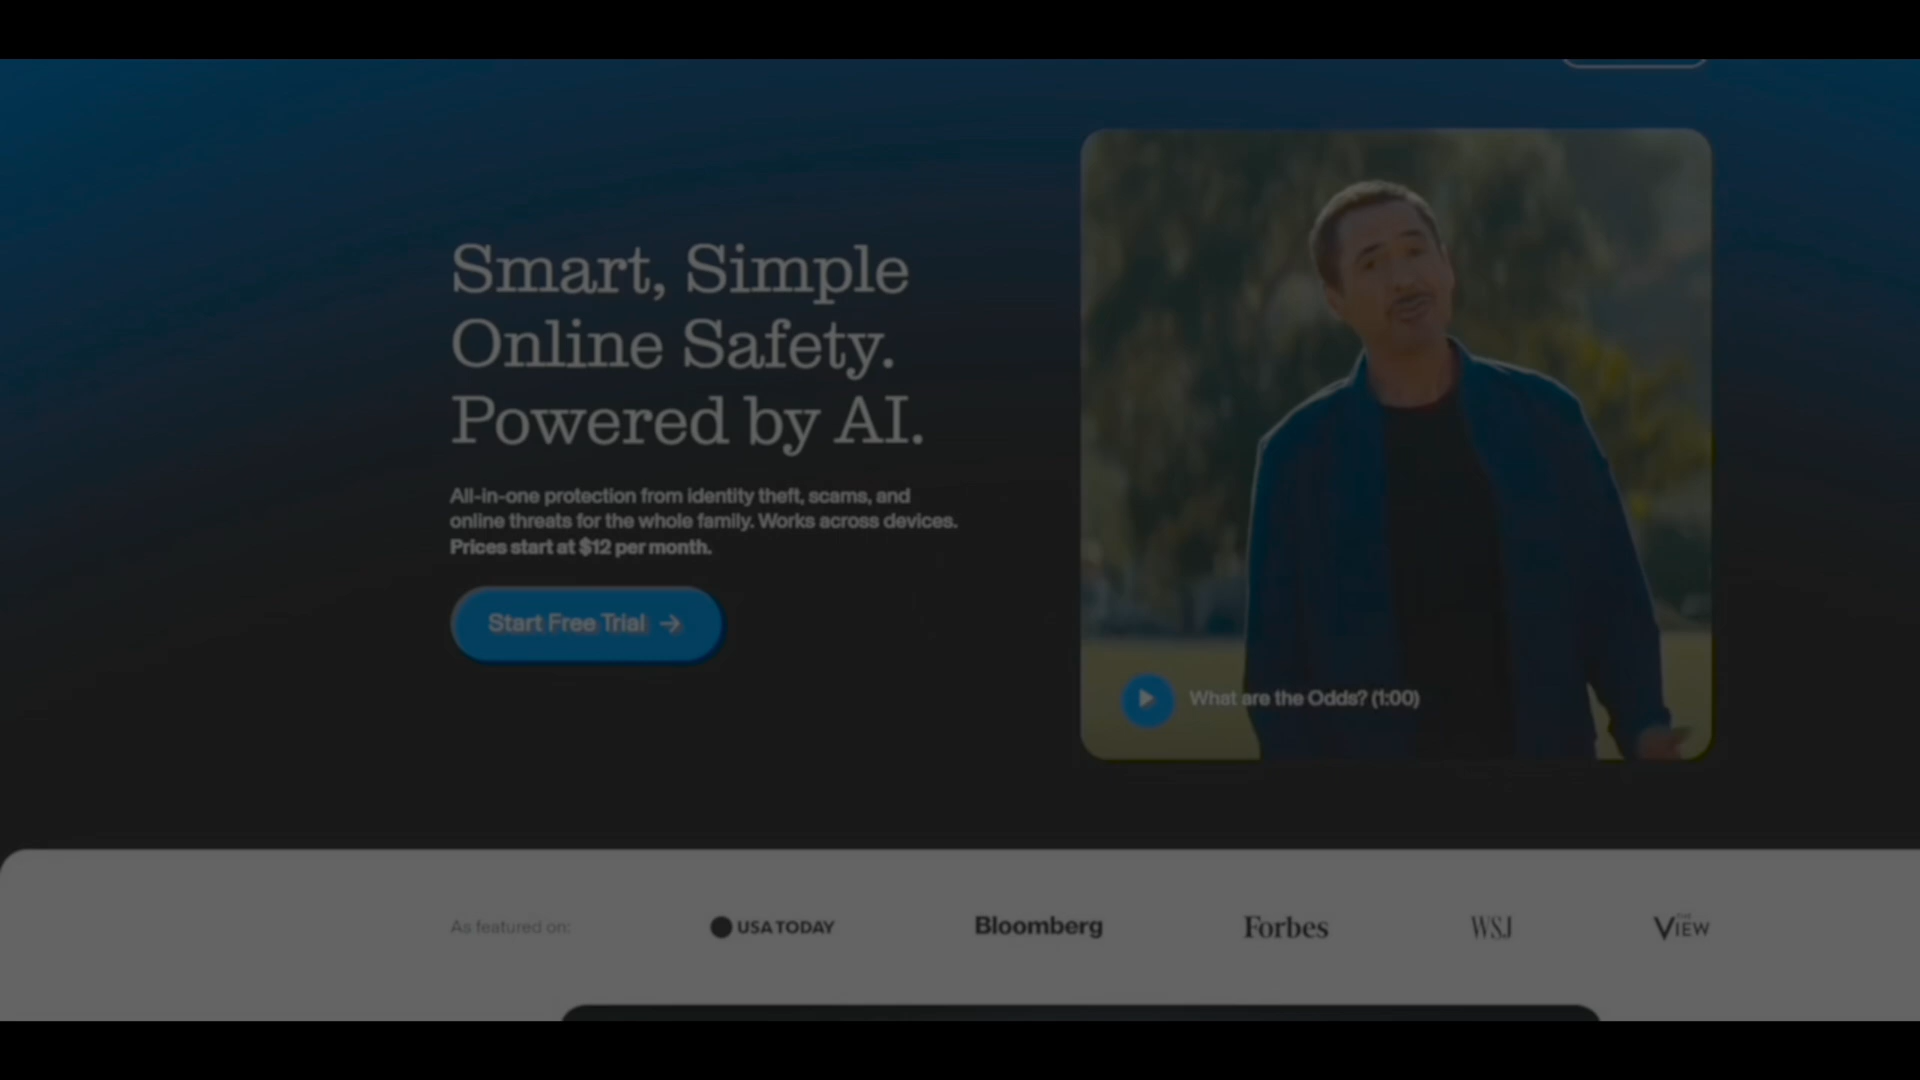 Smart, Simple
Online Safety.
Powered by AI.
All-in-one protection from identity theft, scams, and
online threats for the whole family. Works across devices.
Prices start at $12 per month.
Start Free Trial →
What are the Odds? (1:00)
As featured on:
USA TODAY
Bloomberg
Forbes
WSJ
THE VIEW